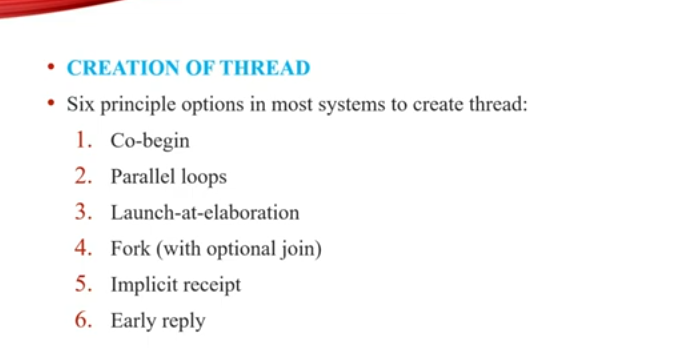 • CREATION OF THREAD
• Six principle options in most systems to create thread:
1. Co-begin
2. Parallel loops
3. Launch-at-elaboration
4. Fork (with optional join)
5. Implicit receipt
6. Early reply